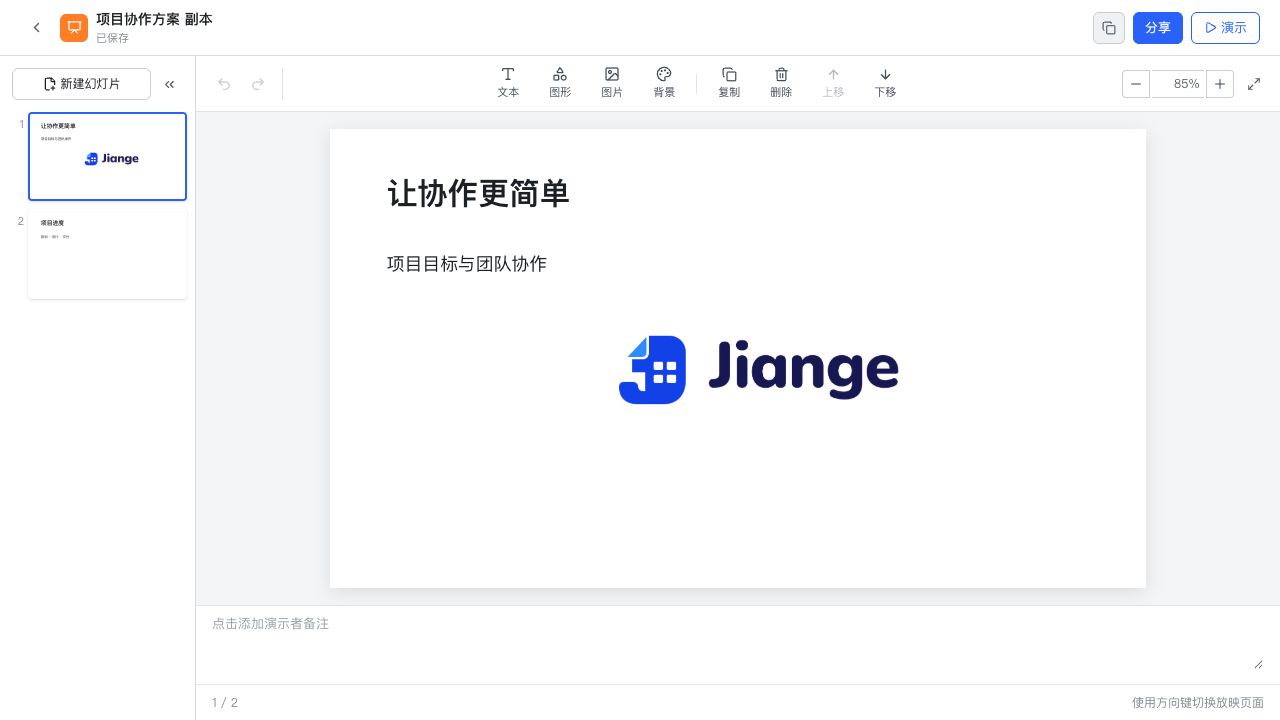 项目协作方案 副本
已保存
分享
演示
新建幻灯片
文本
图形
图片
背景
复制
删除
上移
下移
85%
1
让协作更简单
项目目标与团队协作
Jiange
2
项目进度
让协作更简单
项目目标与团队协作
Jiange
点击添加演示者备注
1 / 2
使用方向键切换放映页面